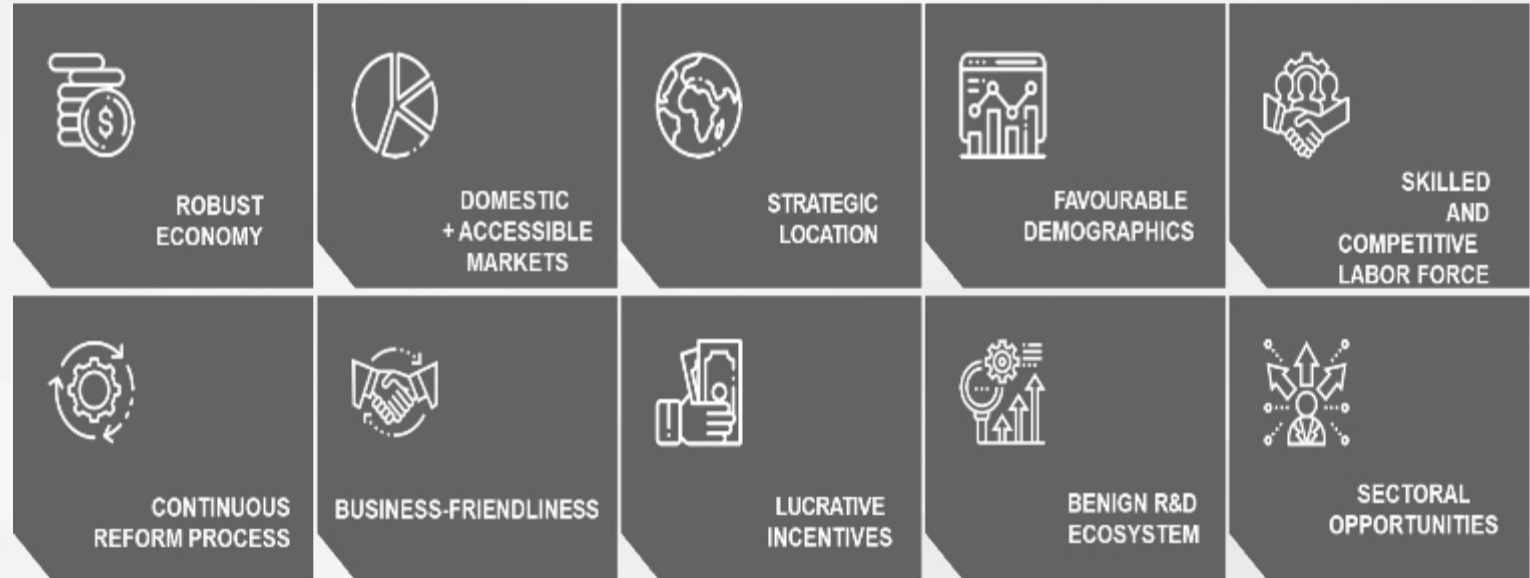 ROBUST
ECONOMY
DOMESTIC
+ ACCESSIBLE
MARKETS
STRATEGIC
LOCATION
FAVOURABLE
DEMOGRAPHICS
SKILLED
AND
COMPETITIVE
LABOR FORCE
CONTINUOUS
REFORM PROCESS
BUSINESS-FRIENDLINESS
LUCRATIVE
INCENTIVES
BENIGN R&D
ECOSYSTEM
SECTORAL
OPPORTUNITIES